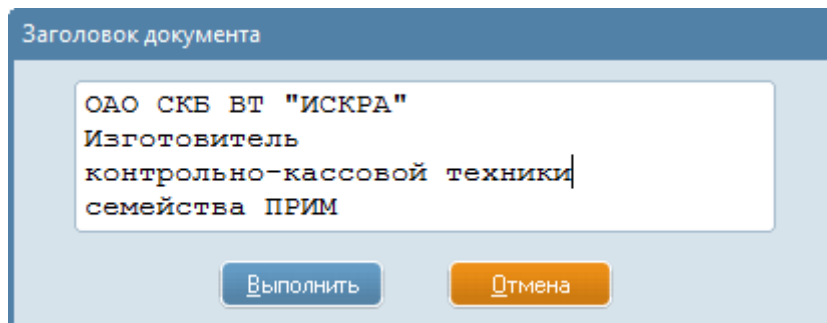 Заголовок документа
ОАО СКБ ВТ "ИСКРА"
Изготовитель
контрольно-кассовой техники
семейства ПРИМ
Выполнить Отмена